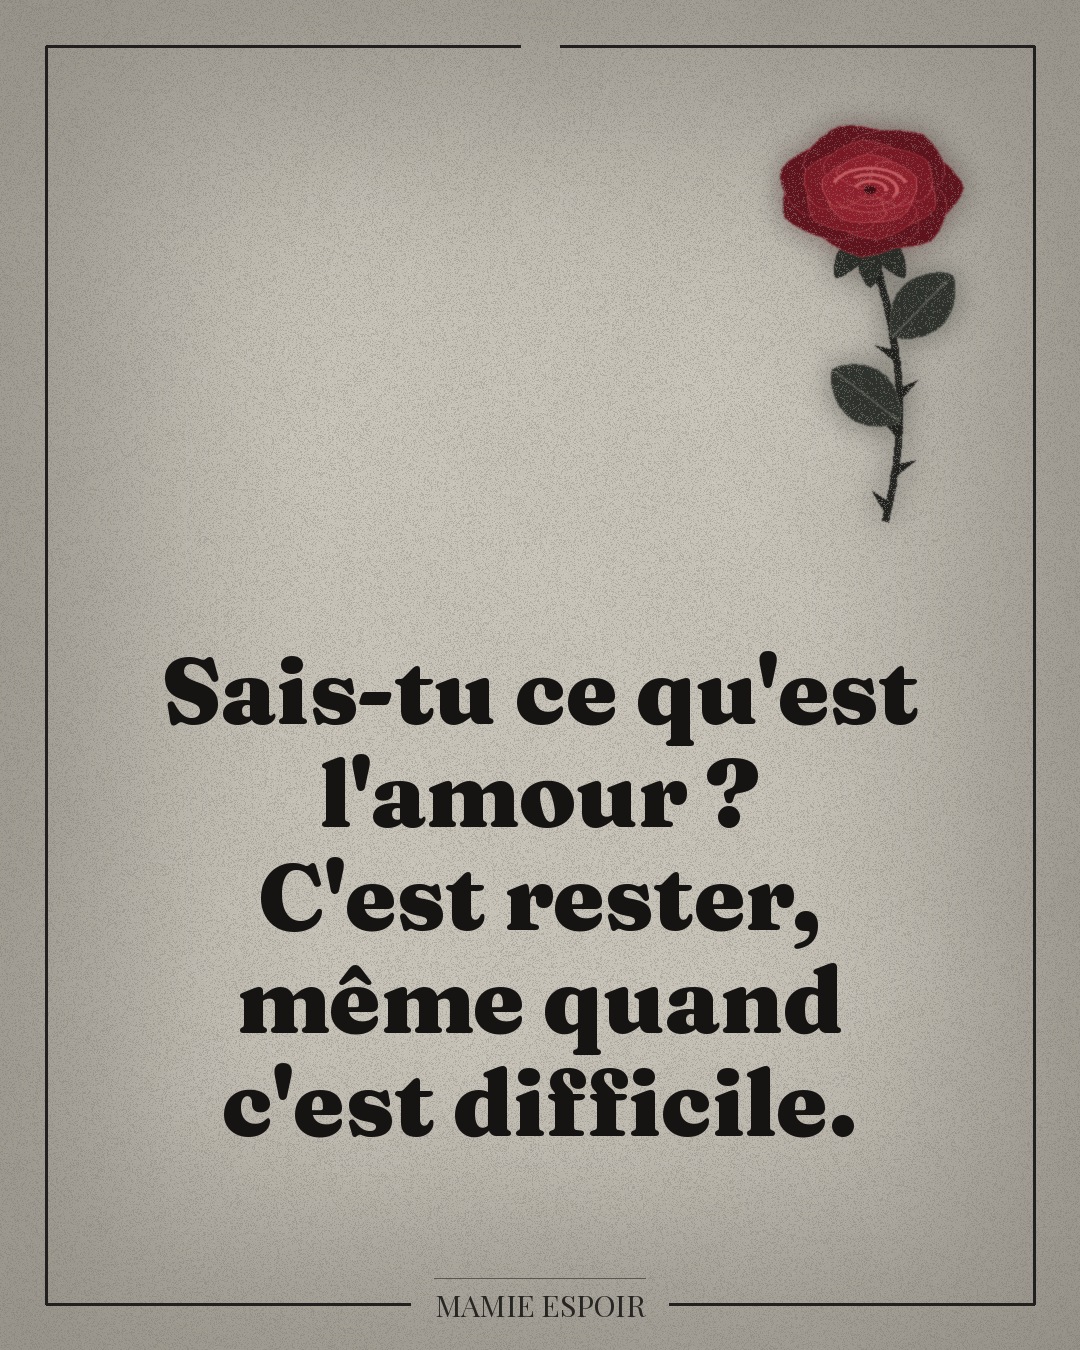 Sais-tu ce qu'est
l'amour ?
C'est rester,
même quand
c'est difficile.
MAMIE ESPOIR